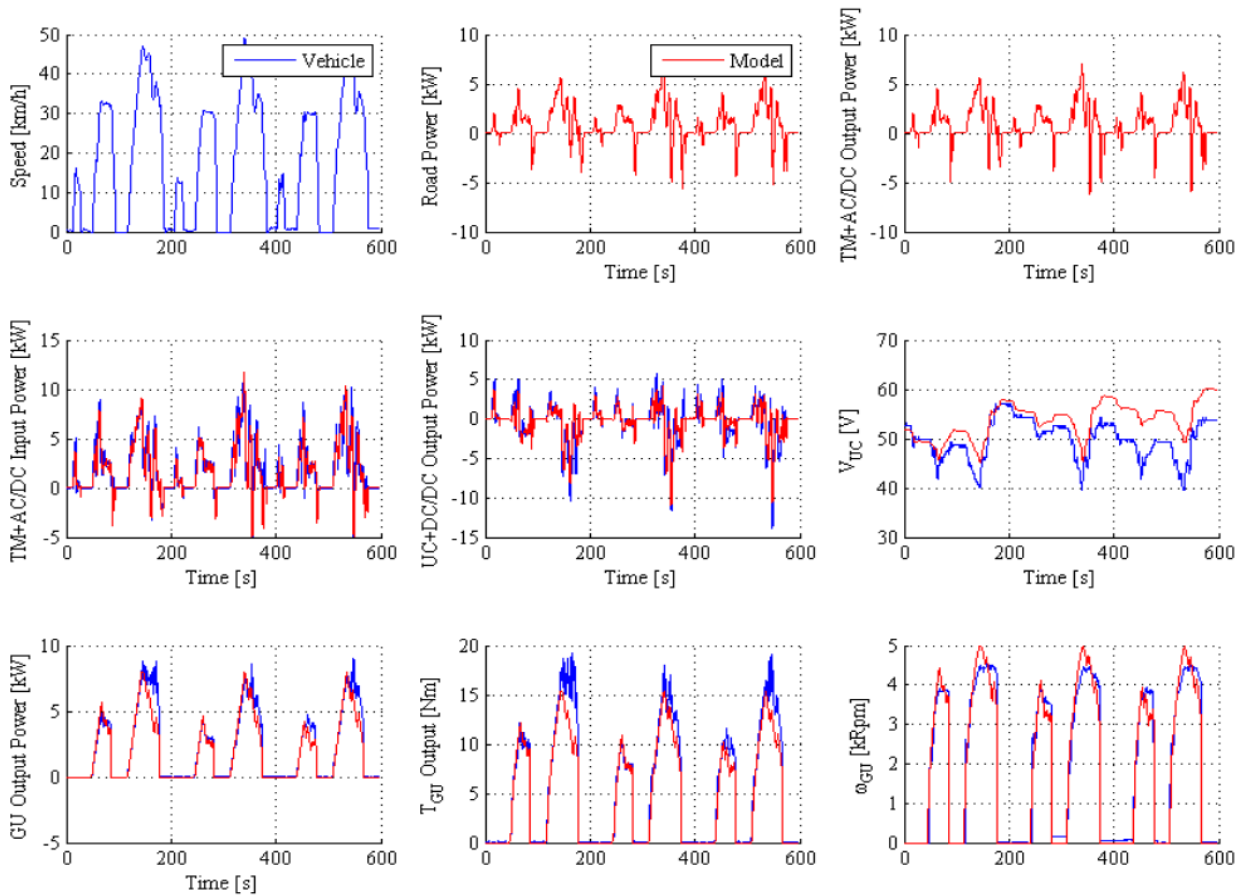 Speed [km/h]
50
40
30
20
10
0
Vehicle
0 200 400 600
Time [s]
Road Power [kW]
10
5
0
-5
-10
Model
0 200 400 600
Time [s]
TM+AC/DC Output Power [kW]
10
5
0
-5
-10
0 200 400 600
Time [s]
TM+AC/DC Input Power [kW]
15
10
5
0
-5
0 200 400 600
Time [s]
UC+DC/DC Output Power [kW]
10
5
0
-5
-10
-15
0 200 400 600
Time [s]
V_UC [V]
70
60
50
40
30
0 200 400 600
Time [s]
GU Output Power [kW]
10
5
0
-5
0 200 400 600
Time [s]
T_GU Output [Nm]
20
15
10
5
0
0 200 400 600
Time [s]
ω_GU [kRpm]
5
4
3
2
1
0
0 200 400 600
Time [s]